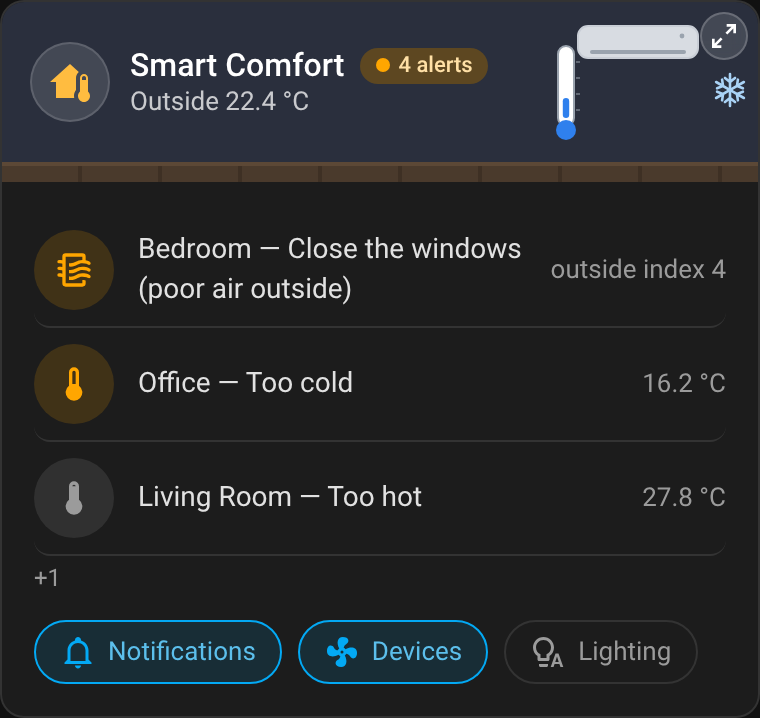 Smart Comfort
4 alerts
Outside 22.4 °C
Bedroom — Close the windows
(poor air outside)
outside index 4
Office — Too cold
16.2 °C
Living Room — Too hot
27.8 °C
+1
Notifications
Devices
A
Lighting